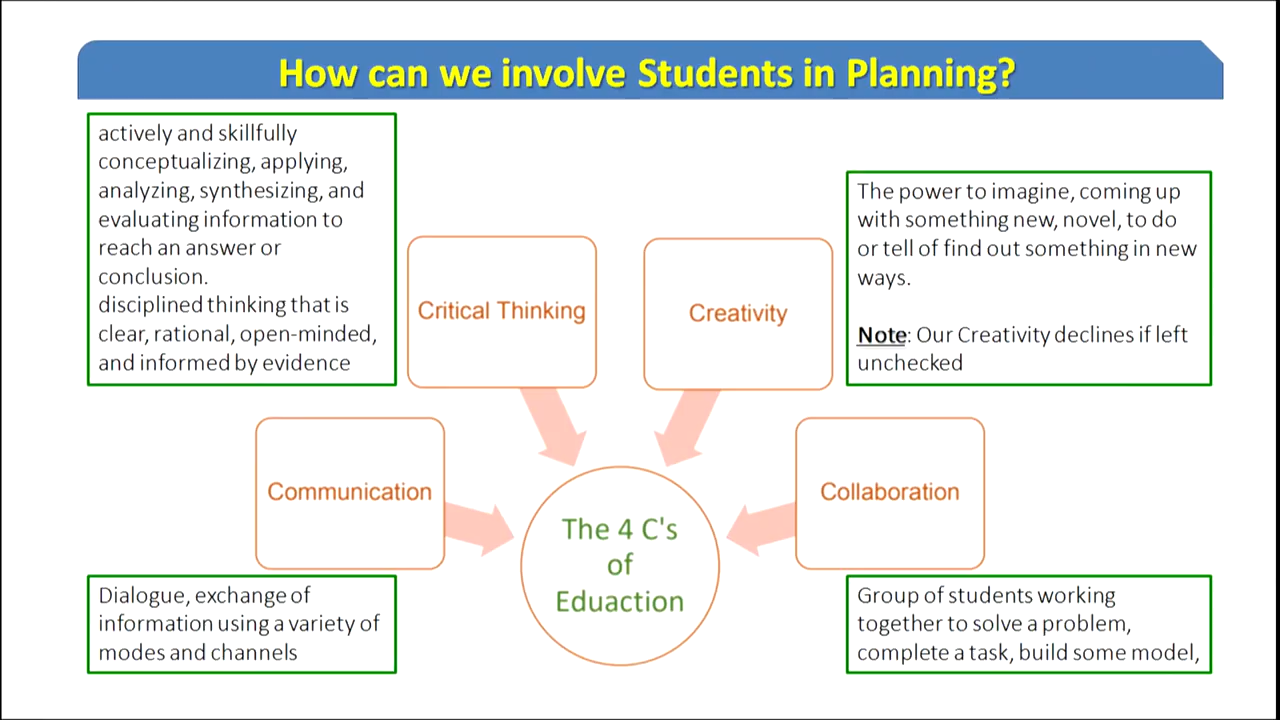 How can we involve Students in Planning?
actively and skillfully
conceptualizing, applying,
analyzing, synthesizing, and
evaluating information to
reach an answer or
conclusion.
disciplined thinking that is
clear, rational, open-minded,
and informed by evidence
Critical Thinking
Creativity
The power to imagine, coming up
with something new, novel, to do
or tell of find out something in new
ways.
Note: Our Creativity declines if left
unchecked
Communication
Dialogue, exchange of
information using a variety of
modes and channels
The 4 C's
of
Eduaction
Collaboration
Group of students working
together to solve a problem,
complete a task, build some model,